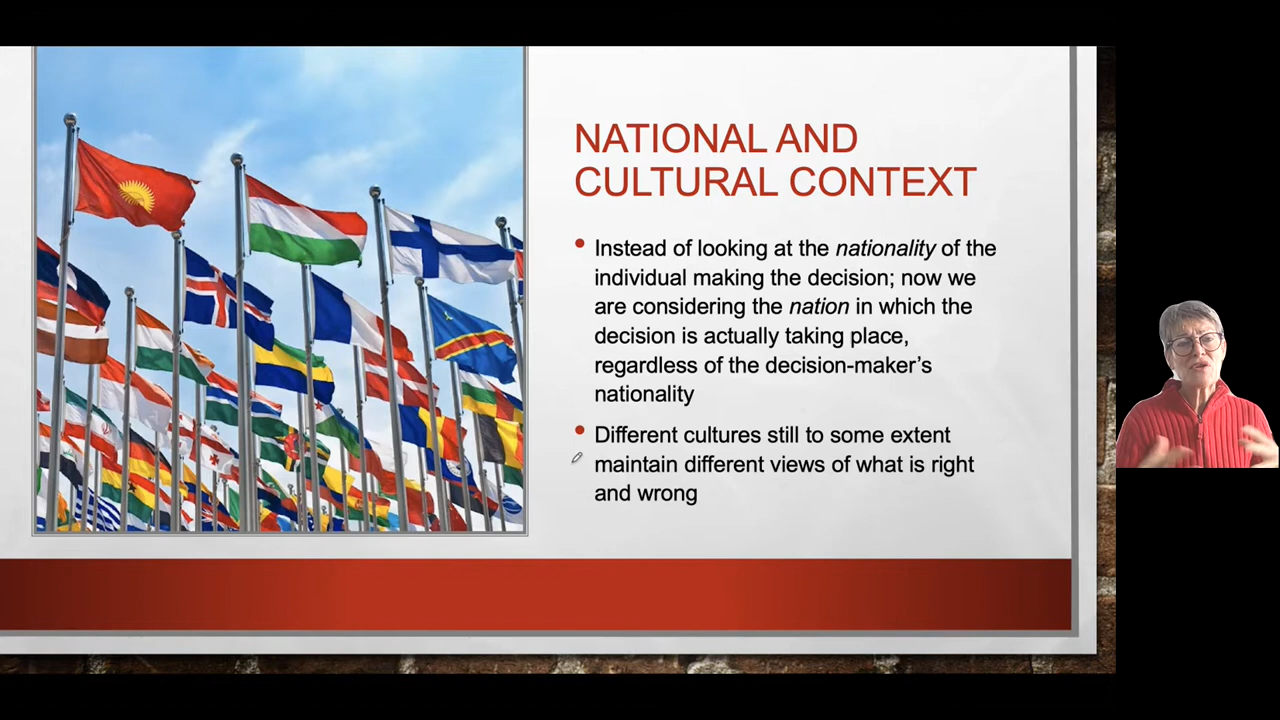 NATIONAL AND
CULTURAL CONTEXT
• Instead of looking at the nationality of the
individual making the decision; now we
are considering the nation in which the
decision is actually taking place,
regardless of the decision-maker's
nationality
• Different cultures still to some extent
maintain different views of what is right
and wrong